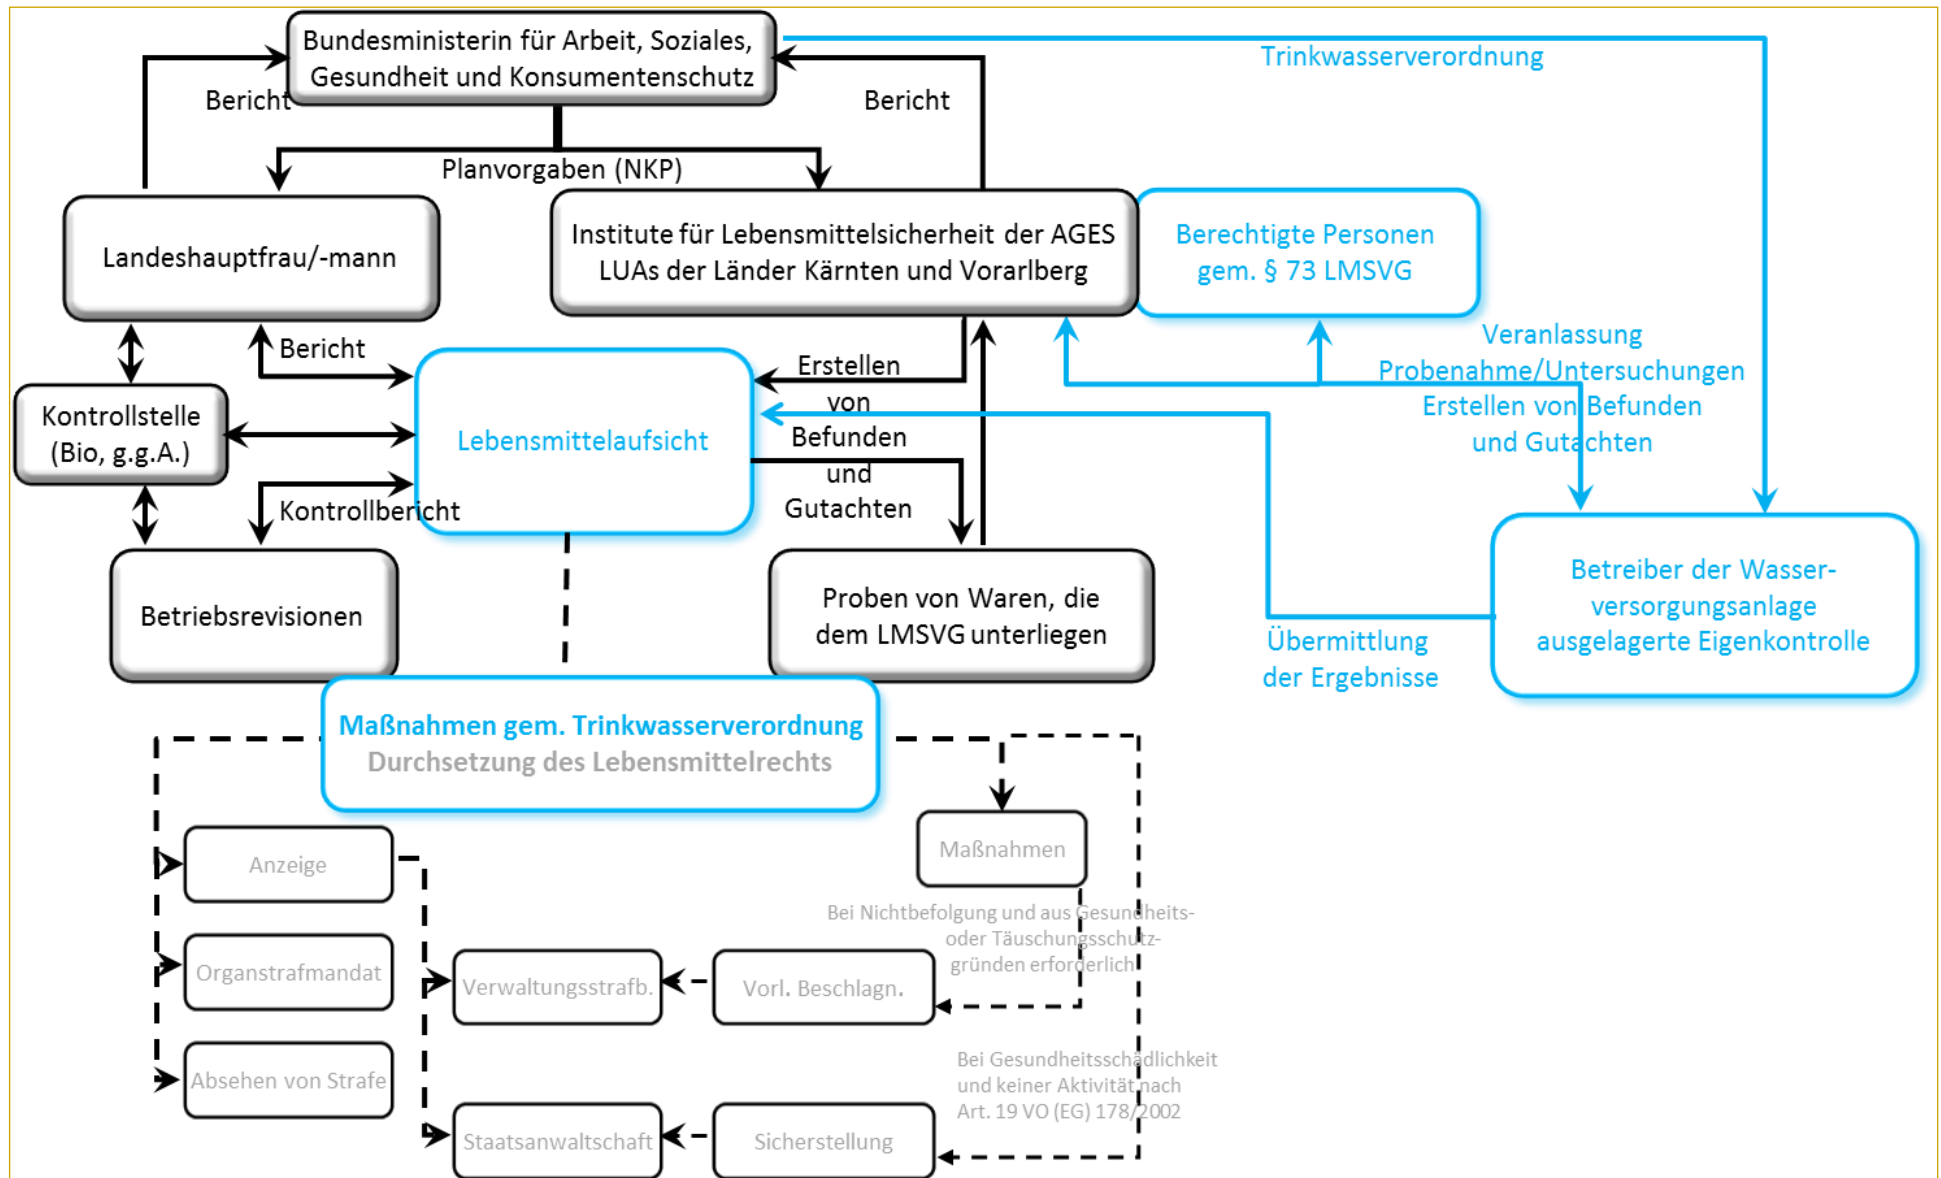 Bundesministerin für Arbeit, Soziales,
Gesundheit und Konsumentenschutz
Trinkwasserverordnung
Bericht
Bericht
Planvorgaben (NKP)
Landeshauptfrau/-mann
Institute für Lebensmittelsicherheit der AGES
LUAs der Länder Kärnten und Vorarlberg
Berechtigte Personen
gem. § 73 LMSVG
Bericht
Veranlassung
Probenahme/Untersuchungen
Erstellen von Befunden
und Gutachten
Kontrollstelle
(Bio, g.g.A.)
Lebensmittelaufsicht
Erstellen
von
Befunden
und
Gutachten
Kontrollbericht
Betriebsrevisionen
Proben von Waren, die
dem LMSVG unterliegen
Übermittlung
der Ergebnisse
Betreiber der Wasser-
versorgungsanlage
ausgelagerte Eigenkontrolle
Maßnahmen gem. Trinkwasserverordnung
Durchsetzung des Lebensmittelrechts
Anzeige
Maßnahmen
Bei Nichtbefolgung und aus Gesundheits-
oder Täuschungsschutz-
gründen erforderlich
Organstrafmandat
Verwaltungsstrafb.
Vorl. Beschlagn.
Absehen von Strafe
Bei Gesundheitsschädlichkeit
und keiner Aktivität nach
Art. 19 VO (EG) 178/2002
Staatsanwaltschaft
Sicherstellung